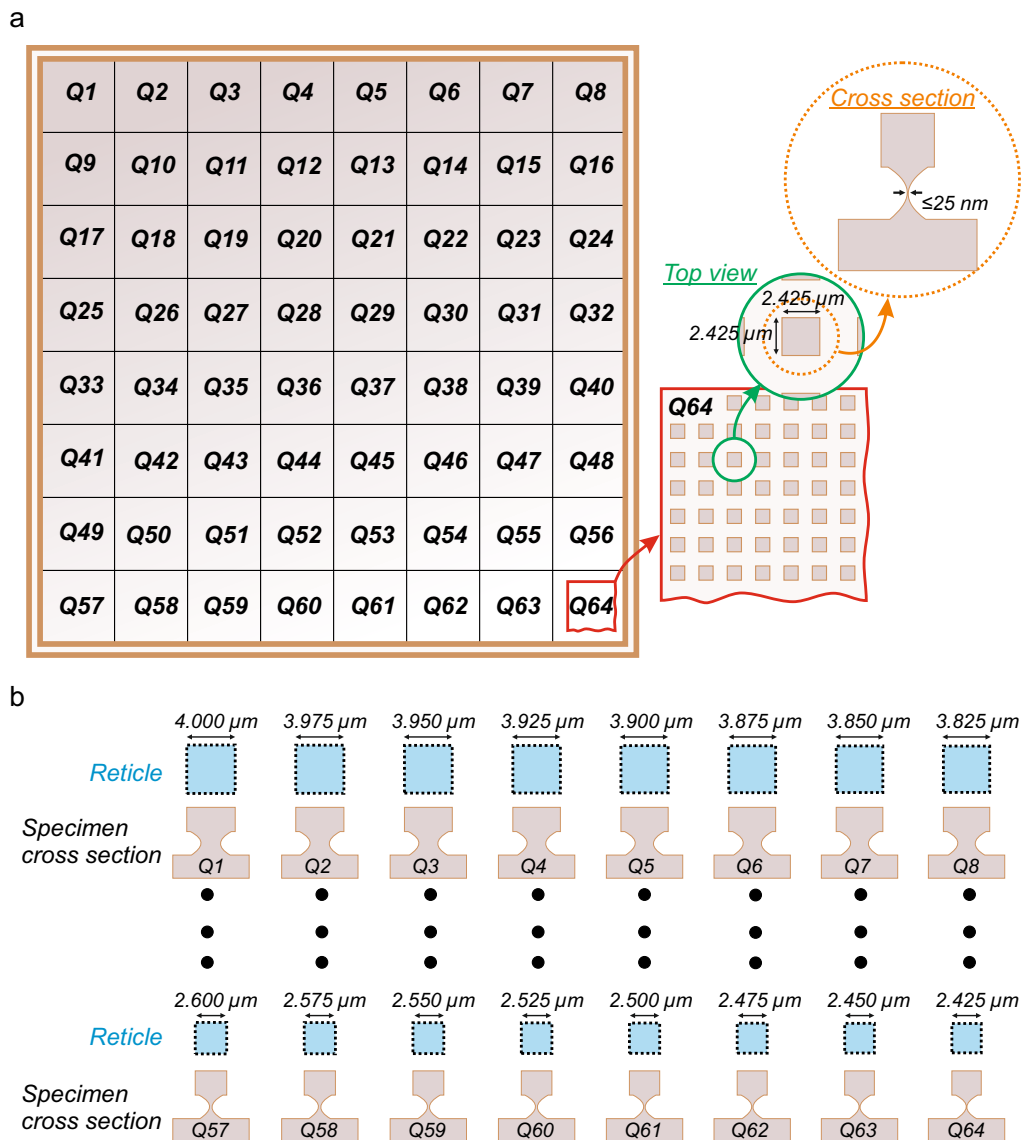 a
Q1 Q2 Q3 Q4 Q5 Q6 Q7 Q8
Q9 Q10 Q11 Q12 Q13 Q14 Q15 Q16
Q17 Q18 Q19 Q20 Q21 Q22 Q23 Q24
Q25 Q26 Q27 Q28 Q29 Q30 Q31 Q32
Q33 Q34 Q35 Q36 Q37 Q38 Q39 Q40
Q41 Q42 Q43 Q44 Q45 Q46 Q47 Q48
Q49 Q50 Q51 Q52 Q53 Q54 Q55 Q56
Q57 Q58 Q59 Q60 Q61 Q62 Q63 Q64
Cross section
≤25 nm
Top view
2.425 µm
2.425 µm
Q64
b
4.000 µm 3.975 µm 3.950 µm 3.925 µm 3.900 µm 3.875 µm 3.850 µm 3.825 µm
Reticle
Specimen
cross section
Q1 Q2 Q3 Q4 Q5 Q6 Q7 Q8
2.600 µm 2.575 µm 2.550 µm 2.525 µm 2.500 µm 2.475 µm 2.450 µm 2.425 µm
Reticle
Specimen
cross section
Q57 Q58 Q59 Q60 Q61 Q62 Q63 Q64